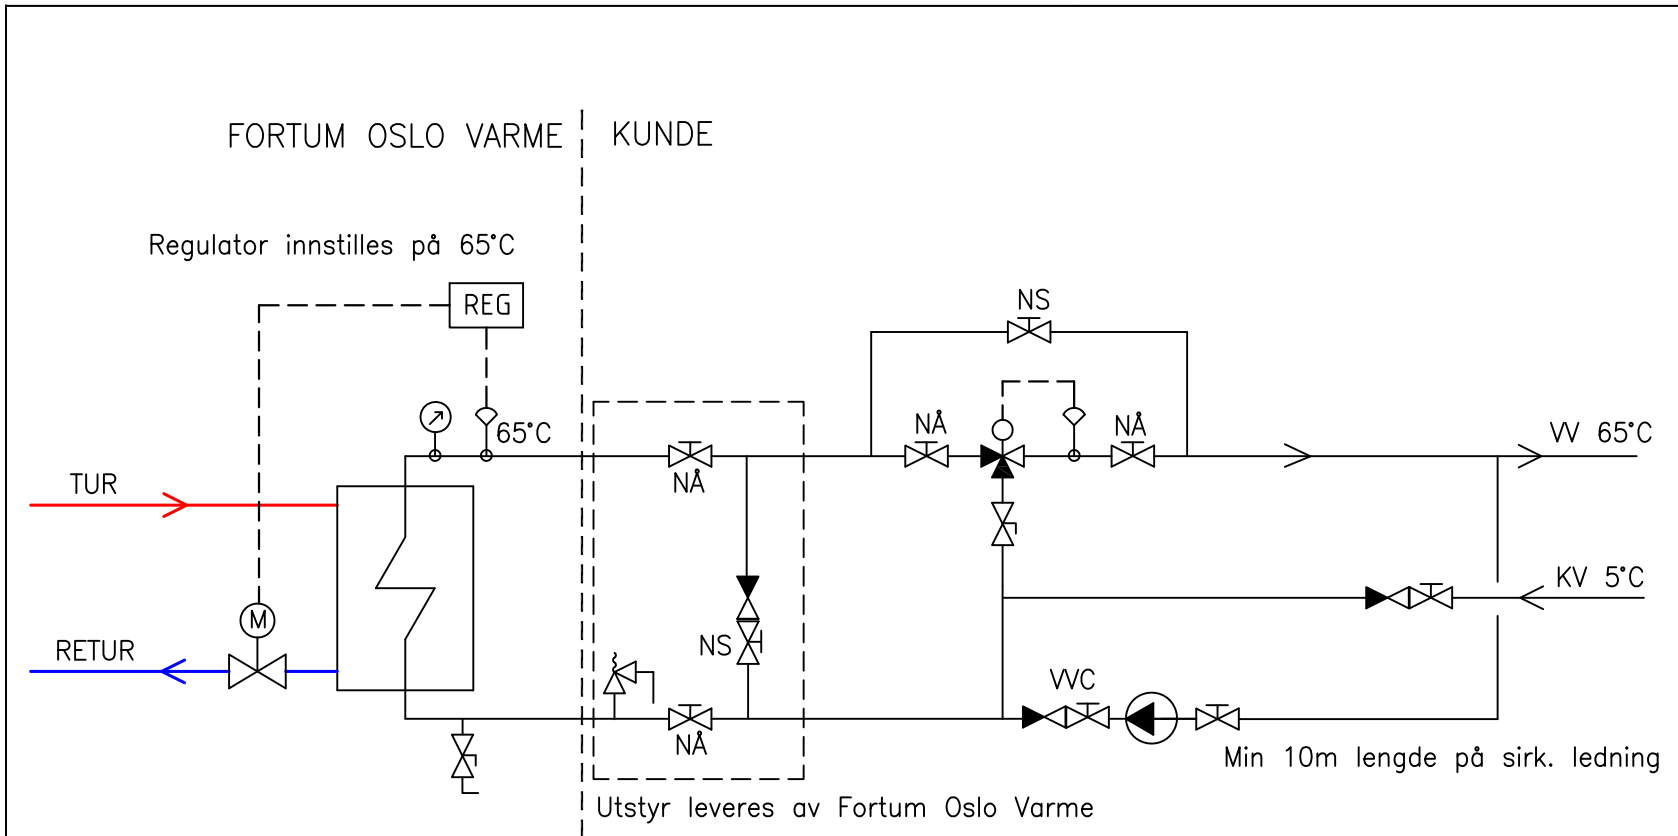 FORTUM OSLO VARME
KUNDE
Regulator innstilles på 65°C
REG
NS
65°C
NÅ
NÅ
VV 65°C
TUR
NÅ
KV 5°C
M
RETUR
NS
VVC
NÅ
Min 10m lengde på sirk. ledning
Utstyr leveres av Fortum Oslo Varme